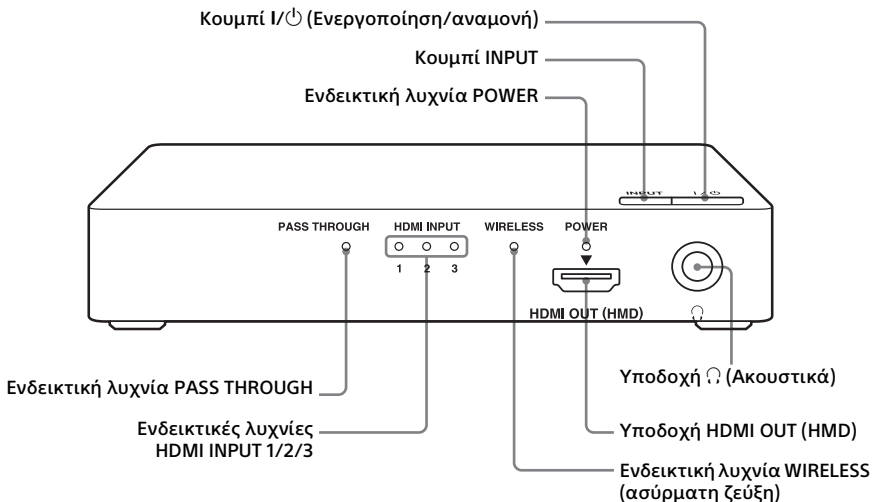 Κουμπί I/⏻ (Ενεργοποίηση/αναμονή)
Κουμπί INPUT
Ενδεικτική λυχνία POWER
INPUT I / ⏻
PASS THROUGH HDMI INPUT WIRELESS POWER
1 2 3
HDMI OUT (HMD)
Ενδεικτική λυχνία PASS THROUGH
Ενδεικτικές λυχνίες
HDMI INPUT 1/2/3
Υποδοχή 🎧 (Ακουστικά)
Υποδοχή HDMI OUT (HMD)
Ενδεικτική λυχνία WIRELESS
(ασύρματη ζεύξη)